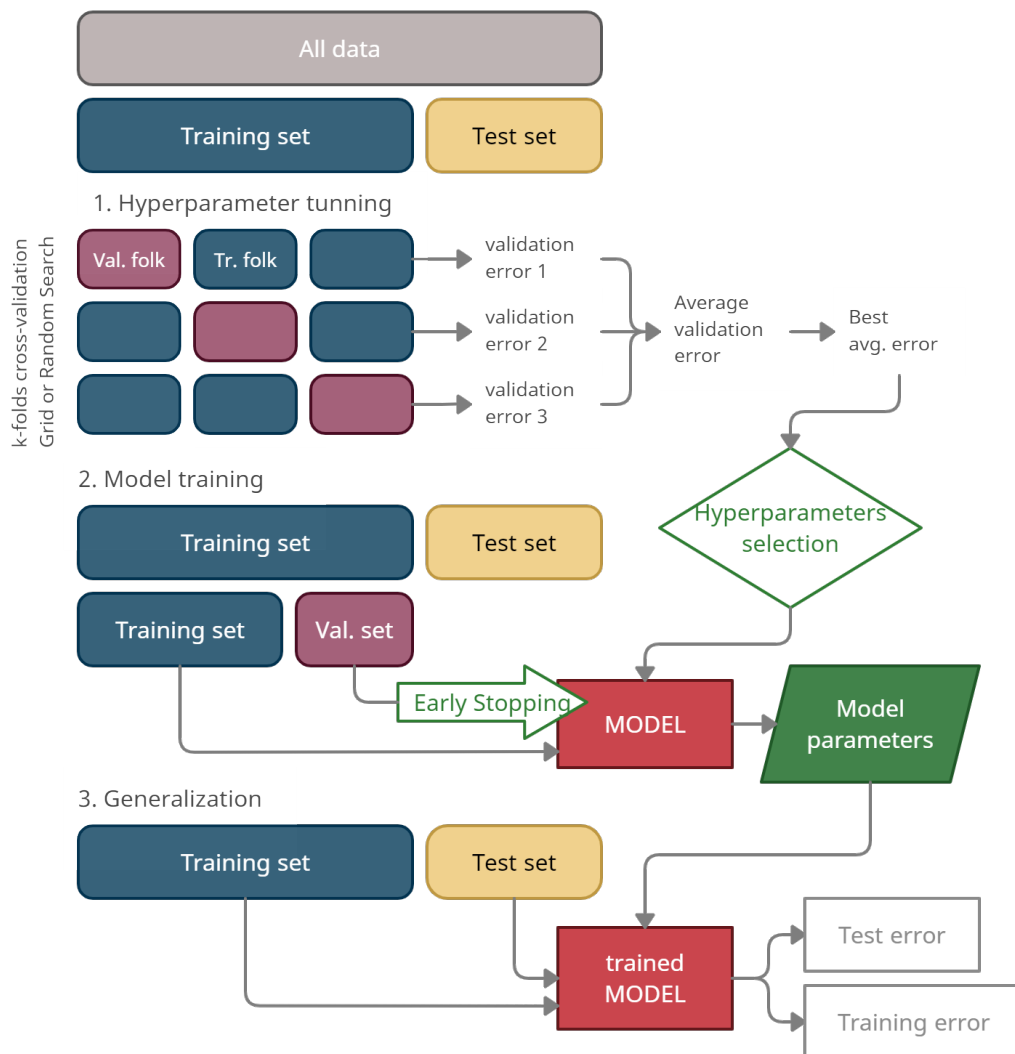 All data
Training set
Test set
1. Hyperparameter tunning
k-folds cross-validation
Grid or Random Search
Val. folk
Tr. folk
validation
error 1
validation
error 2
validation
error 3
Average
validation
error
Best
avg. error
Hyperparameters
selection
2. Model training
Training set
Test set
Training set
Val. set
Early Stopping
MODEL
Model
parameters
3. Generalization
Training set
Test set
trained
MODEL
Test error
Training error